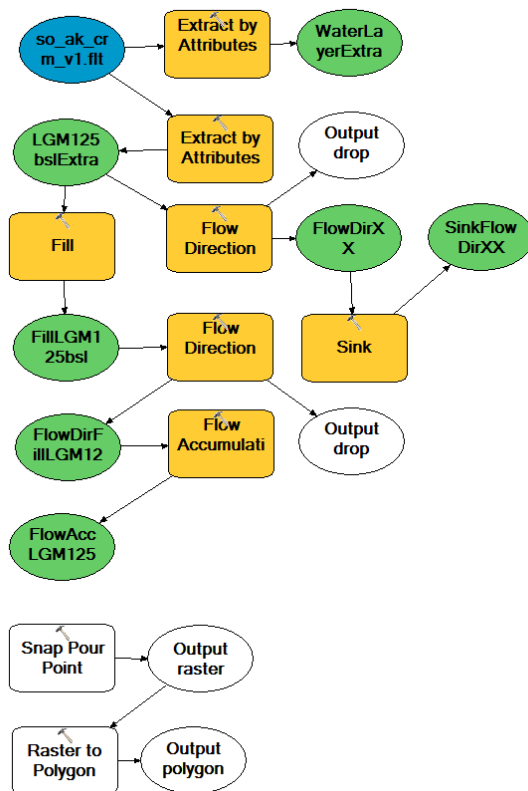 so_ak_cr
m_v1.flt
Extract by
Attributes
WaterLa
yerExtra
LGM125
bslExtra
Extract by
Attributes
Output
drop
Fill
Flow
Direction
FlowDirX
X
SinkFlow
DirXX
FillLGM1
25bsl
Flow
Direction
Sink
FlowDirF
illLGM12
Flow
Accumulati
Output
drop
FlowAcc
LGM125
Snap Pour
Point
Output
raster
Raster to
Polygon
Output
polygon